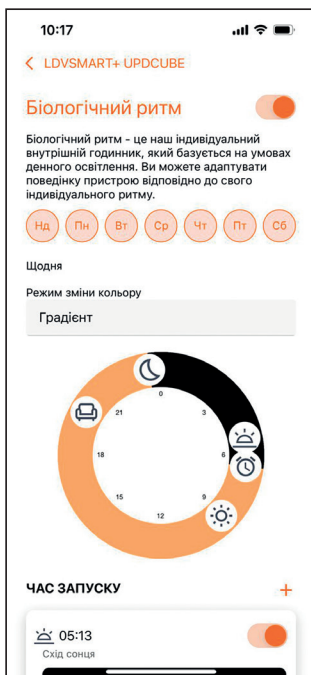 10:17
LDVSMART+ UPDCUBE
Біологічний ритм
Біологічний ритм - це наш індивідуальний
внутрішній годинник, який базується на умовах
денного освітлення. Ви можете адаптувати
поведінку пристрою відповідно до свого
індивідуального ритму.
Нд Пн Вт Ср Чт Пт Сб
Щодня
Режим зміни кольору
Градієнт
0
21 3
18 6
15 9
12
ЧАС ЗАПУСКУ +
05:13
Схід сонця